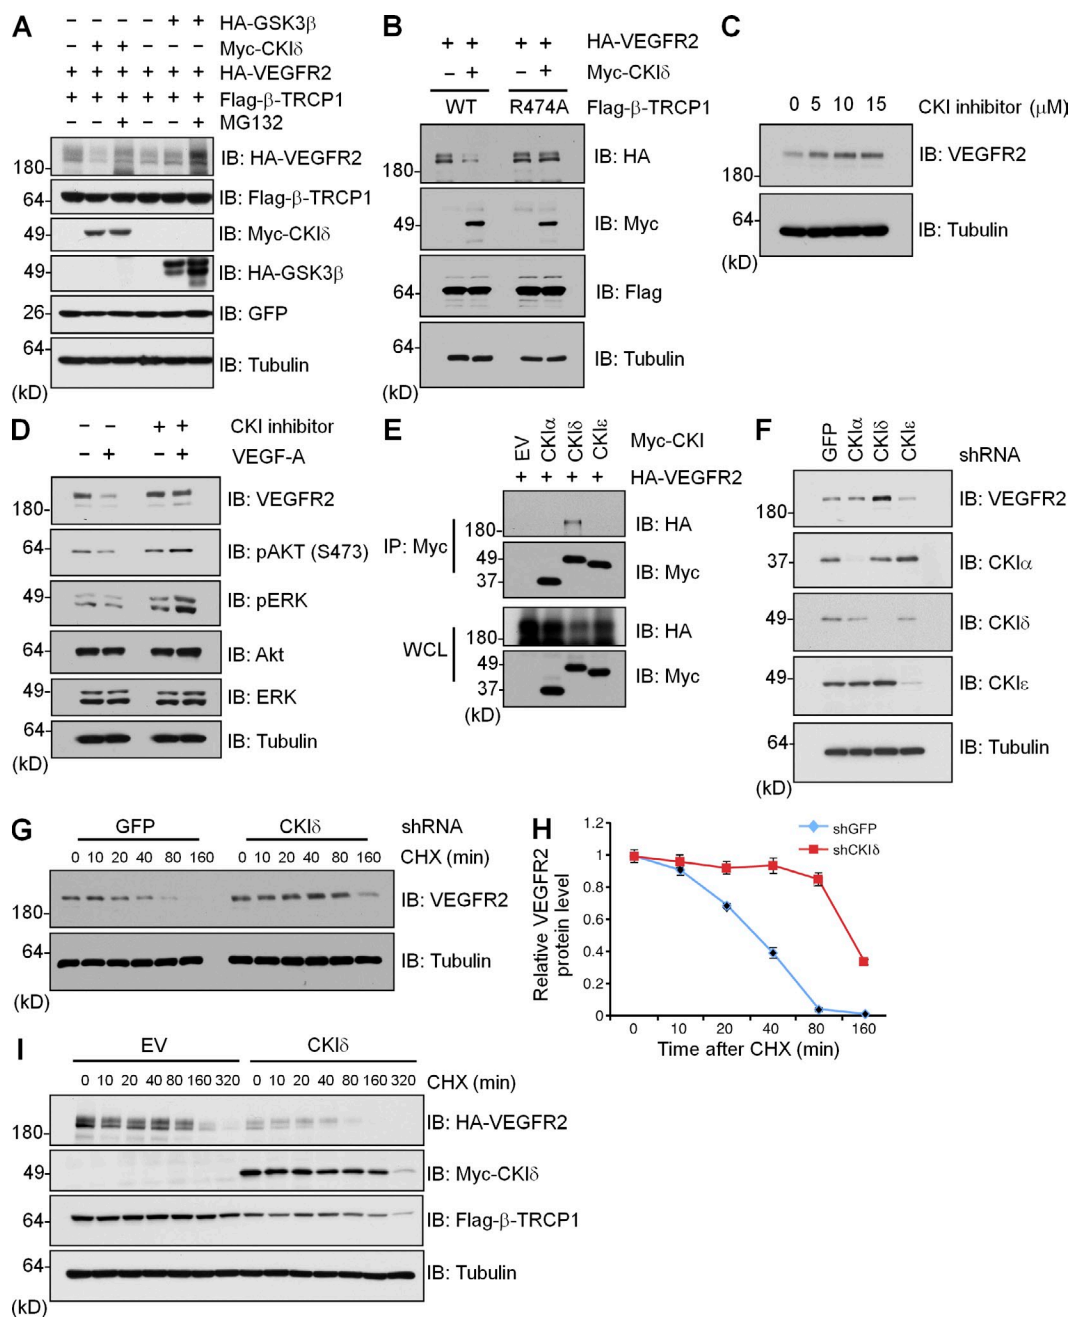 A
– – – – + + HA-GSK3β
– + + – – – Myc-CKIδ
+ + + + + + HA-VEGFR2
+ + + + + + Flag-β-TRCP1
– – + – – + MG132
180 IB: HA-VEGFR2
64 IB: Flag-β-TRCP1
49 IB: Myc-CKIδ
49 IB: HA-GSK3β
26 IB: GFP
64 IB: Tubulin
(kD)
B
+ + + + HA-VEGFR2
– + – + Myc-CKIδ
WT R474A Flag-β-TRCP1
180 IB: HA
49 IB: Myc
64 IB: Flag
64 IB: Tubulin
(kD)
C
0 5 10 15 CKI inhibitor (μM)
180 IB: VEGFR2
64 IB: Tubulin
(kD)
D
– – + + CKI inhibitor
– + – + VEGF-A
180 IB: VEGFR2
64 IB: pAKT (S473)
49 IB: pERK
64 IB: Akt
49 IB: ERK
64 IB: Tubulin
(kD)
E
EV CKIα CKIδ CKIε Myc-CKI
+ + + + HA-VEGFR2
IP: Myc
180 IB: HA
49
37 IB: Myc
WCL
180 IB: HA
49
37 IB: Myc
(kD)
F
GFP CKIα CKIδ CKIε shRNA
180 IB: VEGFR2
37 IB: CKIα
49 IB: CKIδ
49 IB: CKIε
64 IB: Tubulin
(kD)
G
GFP CKIδ shRNA
0 10 20 40 80 160 0 10 20 40 80 160 CHX (min)
180 IB: VEGFR2
64 IB: Tubulin
(kD)
H
Relative VEGFR2
protein level
1.2
1
0.8
0.6
0.4
0.2
0
shGFP
shCKIδ
0 10 20 40 80 160
Time after CHX (min)
I
EV CKIδ
0 10 20 40 80 160 320 0 10 20 40 80 160 320 CHX (min)
180 IB: HA-VEGFR2
49 IB: Myc-CKIδ
64 IB: Flag-β-TRCP1
64 IB: Tubulin
(kD)